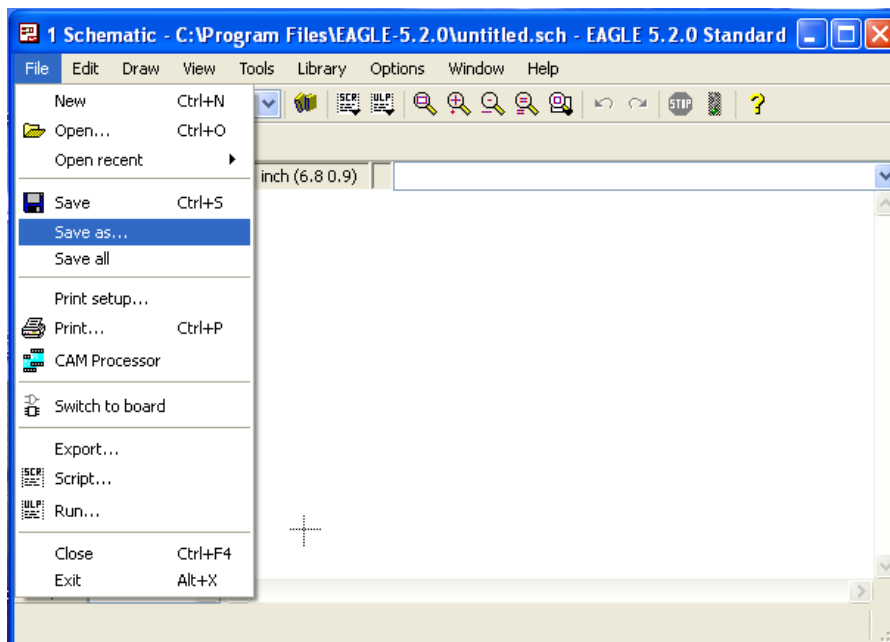 1 Schematic - C:\Program Files\EAGLE-5.2.0\untitled.sch - EAGLE 5.2.0 Standard
File Edit Draw View Tools Library Options Window Help
New Ctrl+N
SCR ULP STOP ?
Open... Ctrl+O
Open recent
inch (6.8 0.9)
Save Ctrl+S
Save as...
Save all
Print setup...
Print... Ctrl+P
CAM Processor
Switch to board
Export...
SCR Script...
ULP Run...
Close Ctrl+F4
Exit Alt+X